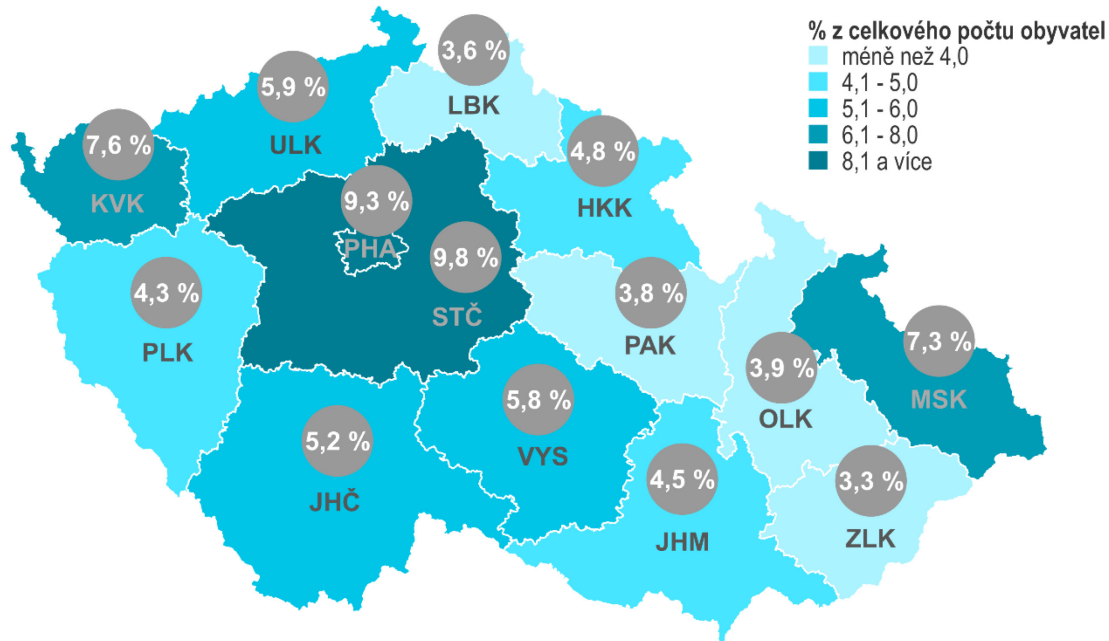 % z celkového počtu obyvatel
méně než 4,0
4,1 - 5,0
5,1 - 6,0
6,1 - 8,0
8,1 a více
3,6 %
LBK
5,9 %
ULK
7,6 %
KVK
4,8 %
HKK
9,3 %
PHA
9,8 %
STČ
4,3 %
PLK
3,8 %
PAK
7,3 %
MSK
3,9 %
OLK
5,8 %
VYS
5,2 %
JHČ
4,5 %
JHM
3,3 %
ZLK